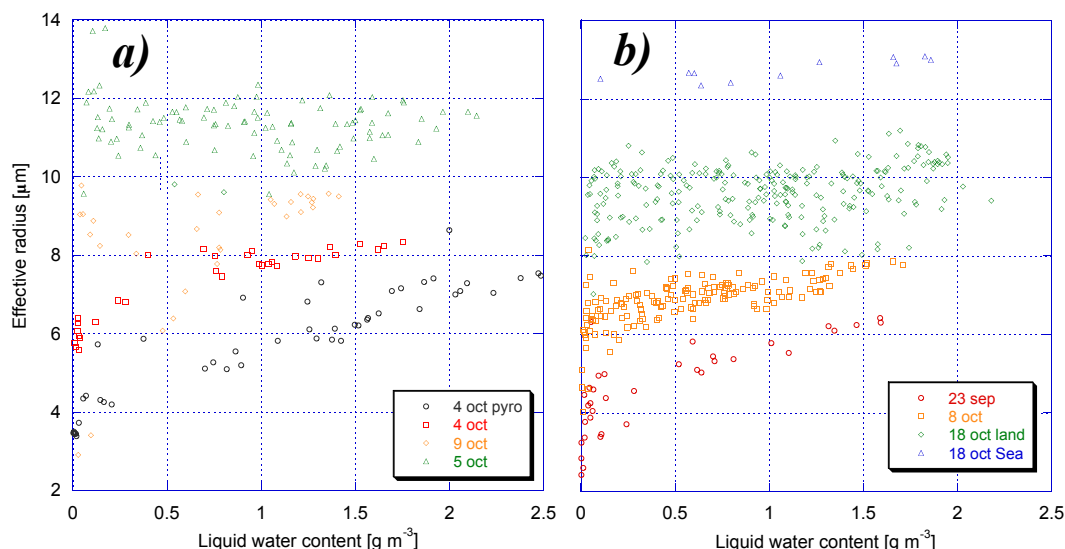 a)
14
12
10
8
6
4
2
Effective radius [μm]
0
0.5
1
1.5
2
2.5
Liquid water content [g m-3]
4 oct pyro
4 oct
9 oct
5 oct
b)
0
0.5
1
1.5
2
2.5
Liquid water content [g m-3]
23 sep
8 oct
18 oct land
18 oct Sea